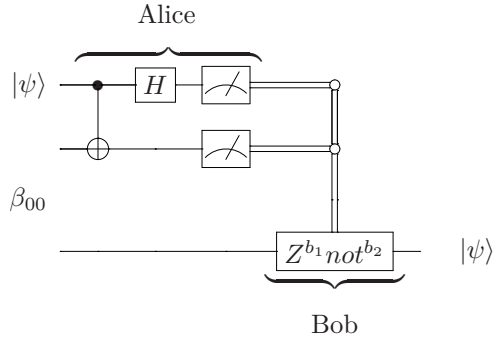 Alice
|ψ⟩ H
β₀₀
Z^{b₁}not^{b₂} |ψ⟩
Bob